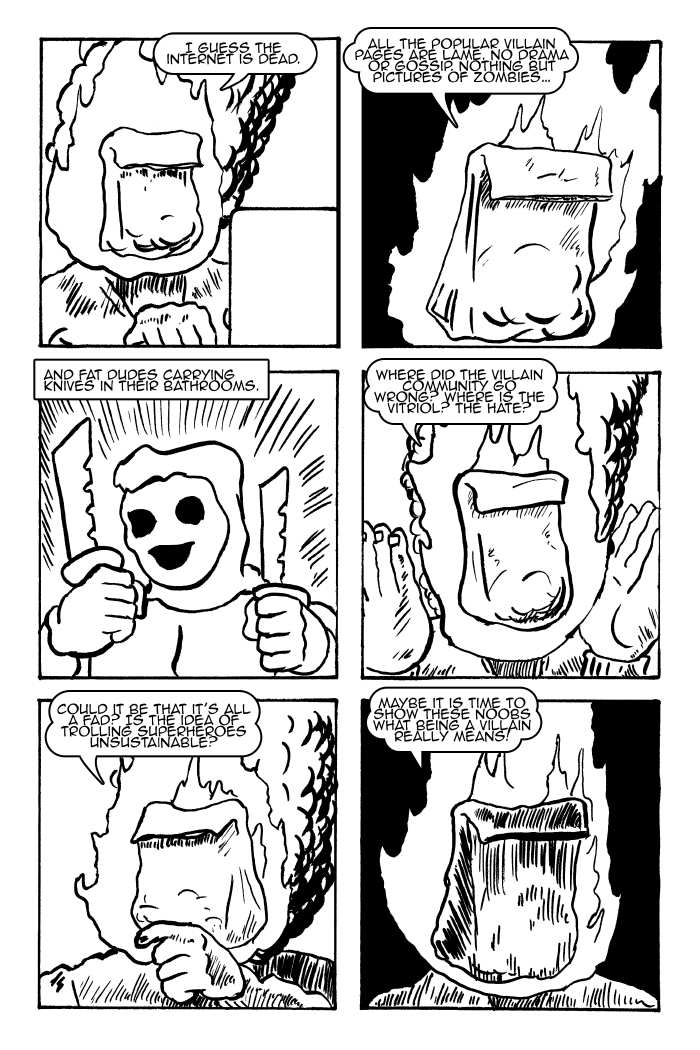 I GUESS THE
INTERNET IS DEAD.
ALL THE POPULAR VILLAIN
PAGES ARE LAME. NO DRAMA
OR GOSSIP. NOTHING BUT
PICTURES OF ZOMBIES...
AND FAT DUDES CARRYING
KNIVES IN THEIR BATHROOMS.
WHERE DID THE VILLAIN
COMMUNITY GO
WRONG? WHERE IS THE
VITRIOL? THE HATE?
COULD IT BE THAT IT'S ALL
A FAD? IS THE IDEA OF
TROLLING SUPERHEROES
UNSUSTAINABLE?
MAYBE IT IS TIME TO
SHOW THESE NOOBS
WHAT BEING A VILLAIN
REALLY MEANS!